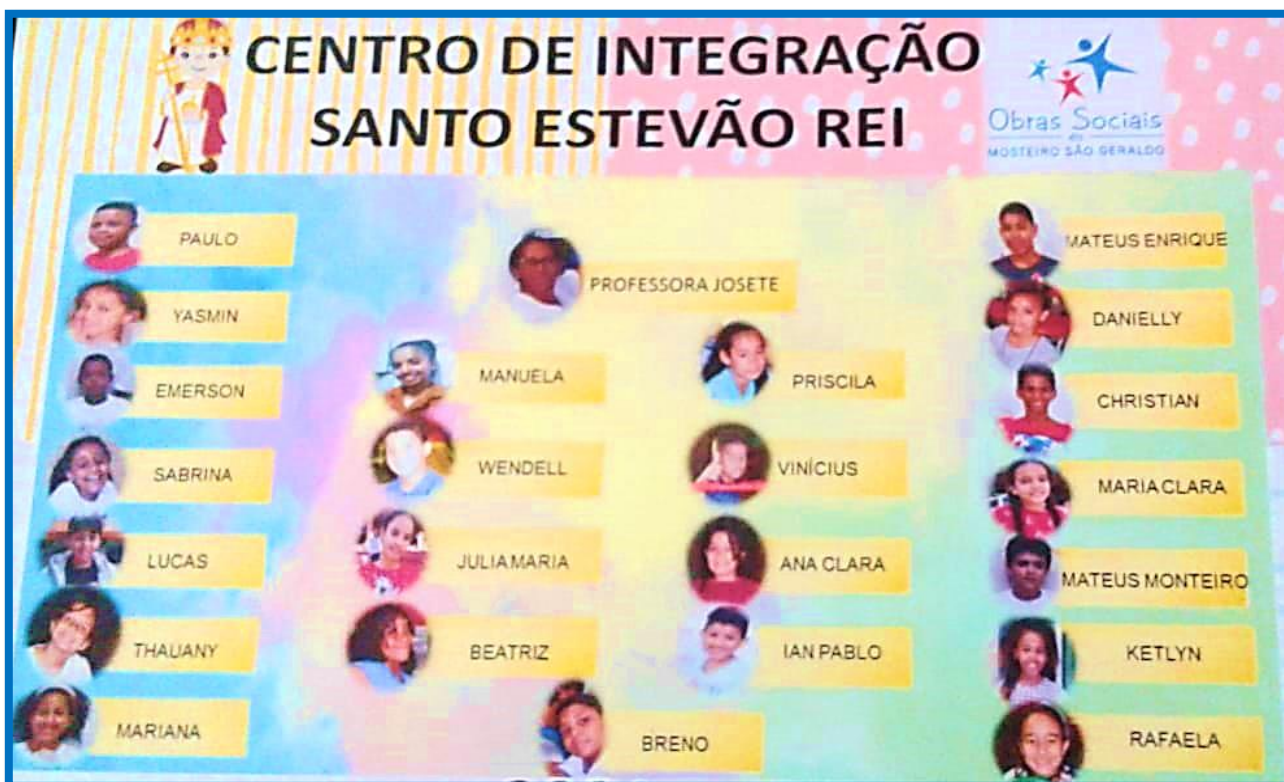 CENTRO DE INTEGRAÇÃO
SANTO ESTEVÃO REI
Obras Sociais
do
MOSTEIRO SÃO GERALDO
PAULO
YASMIN
EMERSON
SABRINA
LUCAS
THAUANY
MARIANA
PROFESSORA JOSETE
MANUELA
WENDELL
JULIA MARIA
BEATRIZ
BRENO
PRISCILA
VINÍCIUS
ANA CLARA
IAN PABLO
MATEUS ENRIQUE
DANIELLY
CHRISTIAN
MARIA CLARA
MATEUS MONTEIRO
KETLYN
RAFAELA